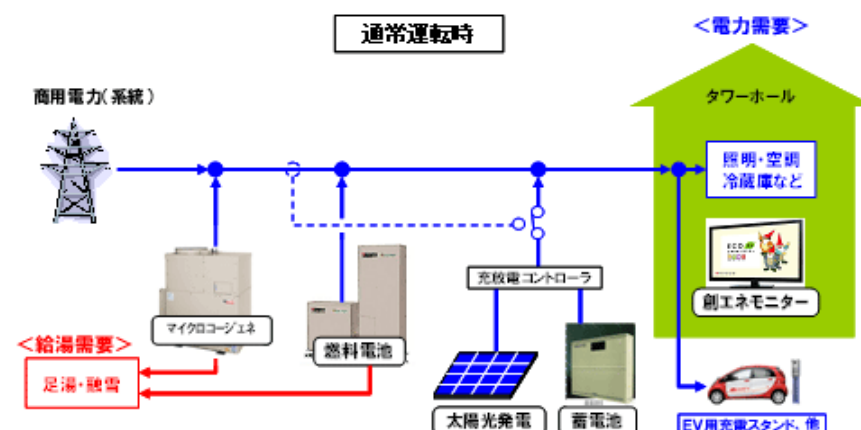 通常運転時
＜電力需要＞
商用電力(系統)
タワーホール
照明・空調
冷蔵庫など
ECO
充放電コントローラ
創エネモニター
マイクロコージェネ
燃料電池
＜給湯需要＞
足湯・融雪
太陽光発電
蓄電池
EV用充電スタンド、他